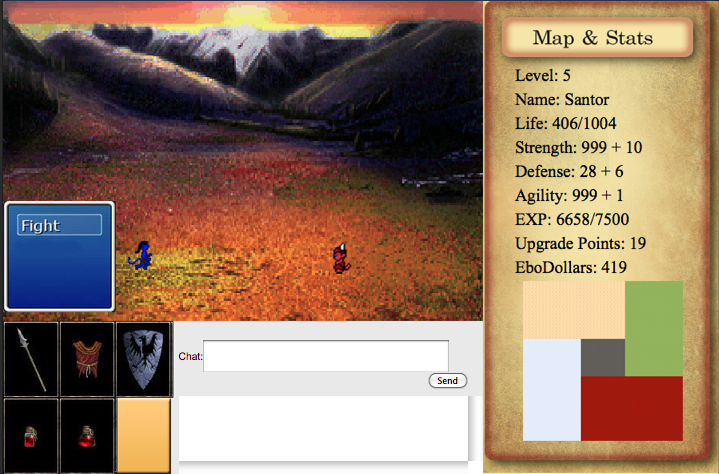 Map & Stats
Level: 5
Name: Santor
Life: 406/1004
Strength: 999 + 10
Defense: 28 + 6
Agility: 999 + 1
EXP: 6658/7500
Upgrade Points: 19
EboDollars: 419
Fight
Chat:
Send